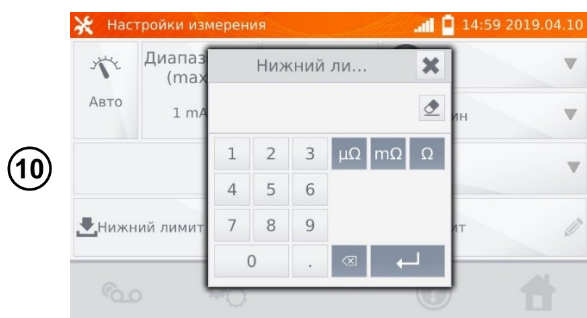 Настройки измерения 14:59 2019.04.10
Диапаз
(max
Нижний ли...
Авто
1 mA
ин
10
1 2 3 μΩ mΩ Ω
4 5 6
Нижний лимит 7 8 9 ит
0 .